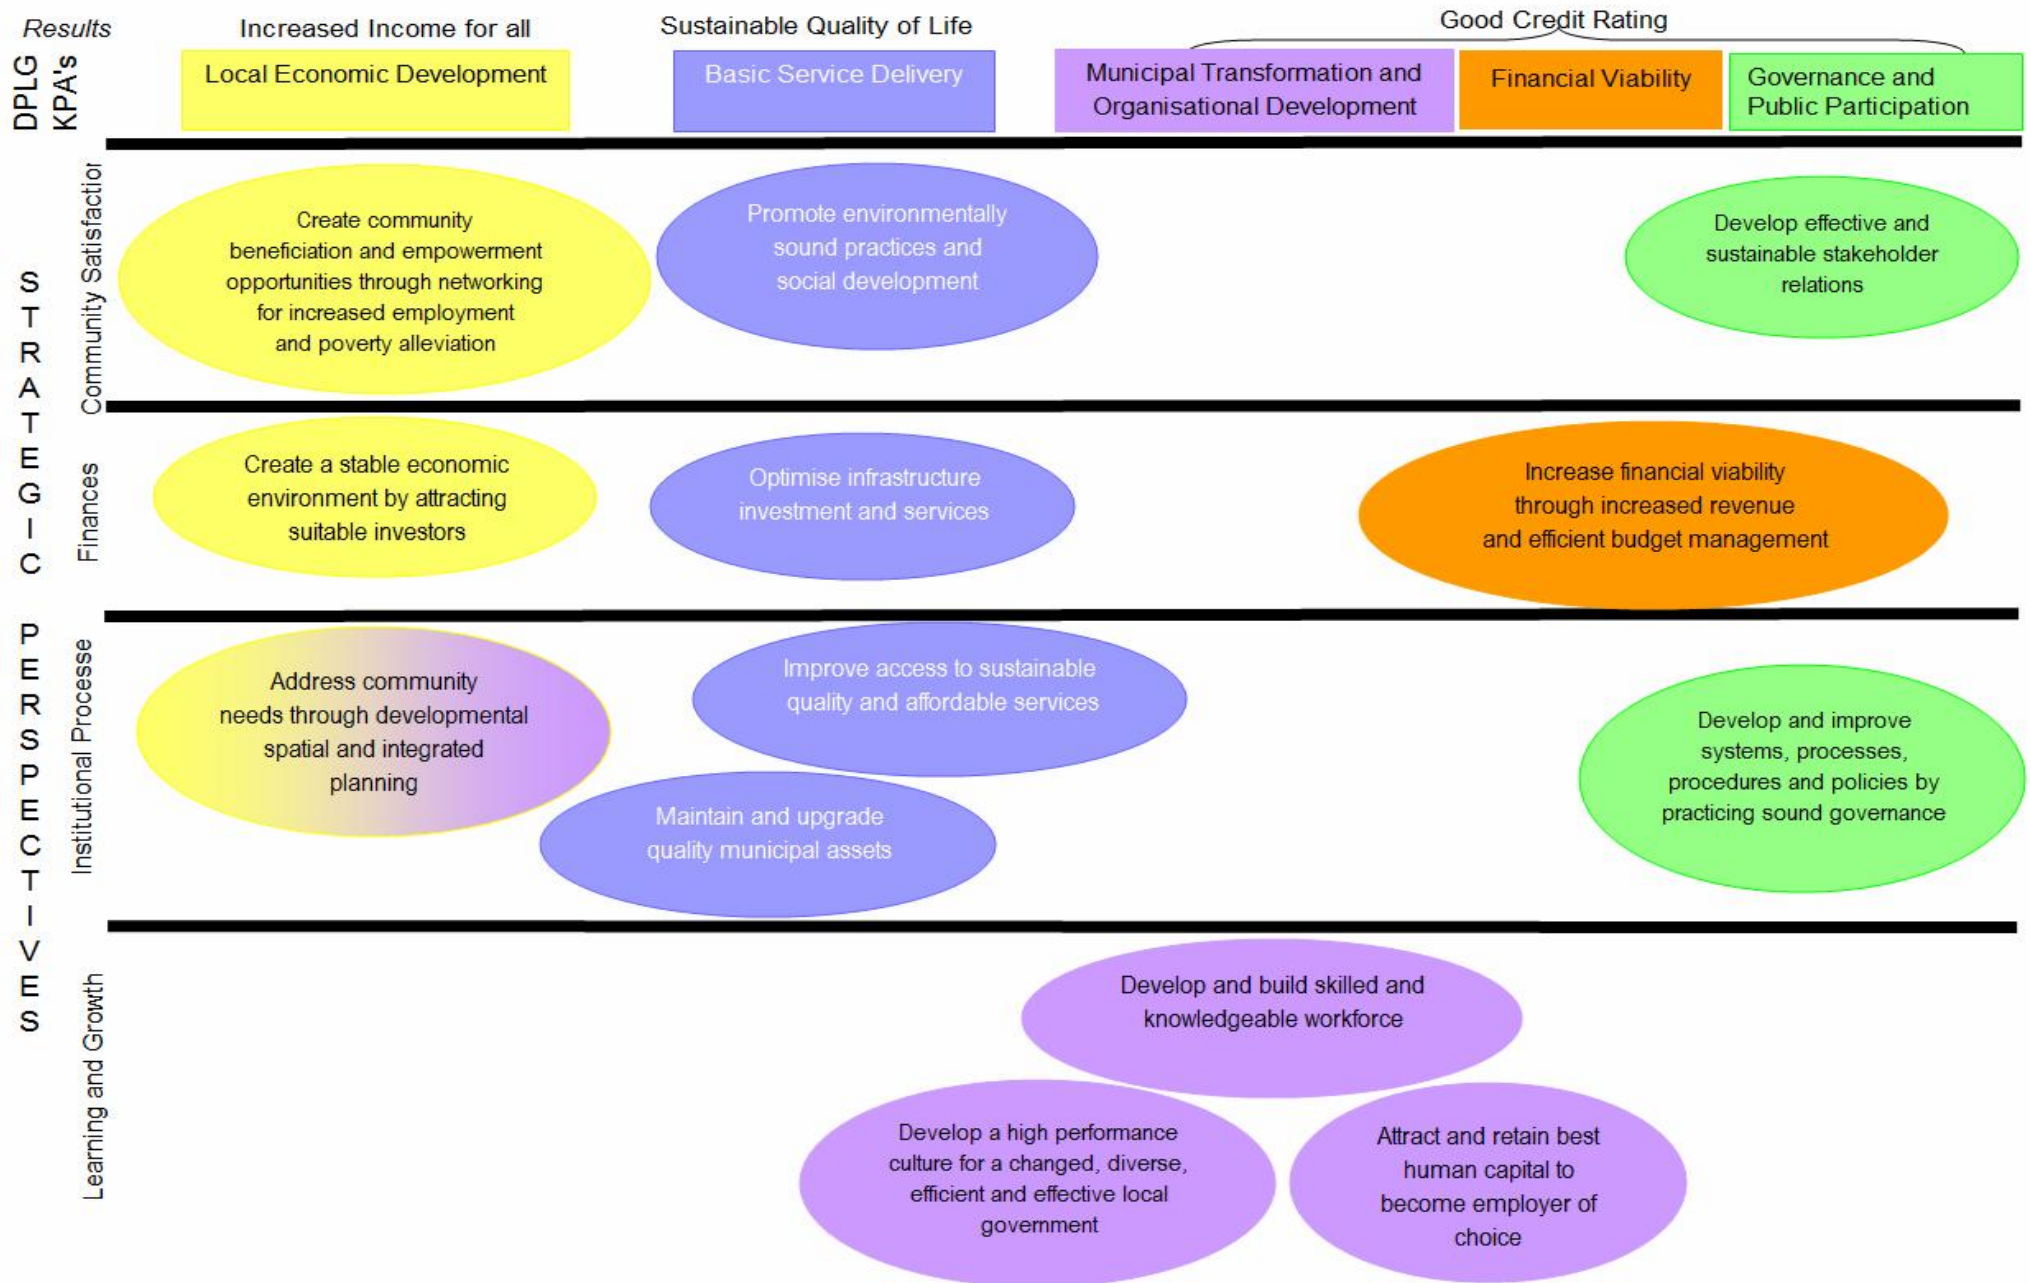 Results
Increased Income for all
Sustainable Quality of Life
Good Credit Rating
DPLG
KPA's
Local Economic Development
Basic Service Delivery
Municipal Transformation and
Organisational Development
Financial Viability
Governance and
Public Participation
STRATEGIC
PERSPECTIVES
Community Satisfaction
Create community
beneficiation and empowerment
opportunities through networking
for increased employment
and poverty alleviation
Promote environmentally
sound practices and
social development
Develop effective and
sustainable stakeholder
relations
Finances
Create a stable economic
environment by attracting
suitable investors
Optimise infrastructure
investment and services
Increase financial viability
through increased revenue
and efficient budget management
Institutional Processe
Address community
needs through developmental
spatial and integrated
planning
Improve access to sustainable
quality and affordable services
Maintain and upgrade
quality municipal assets
Develop and improve
systems, processes,
procedures and policies by
practicing sound governance
Learning and Growth
Develop and build skilled and
knowledgeable workforce
Develop a high performance
culture for a changed, diverse,
efficient and effective local
government
Attract and retain best
human capital to
become employer of
choice